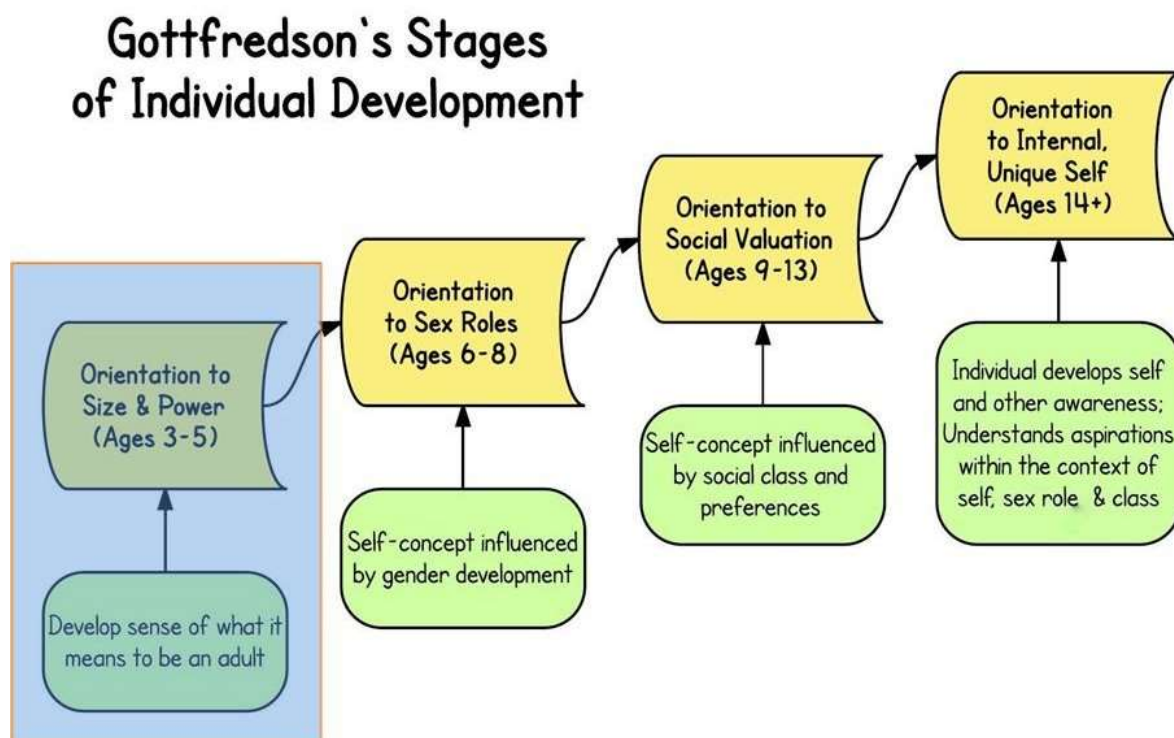 Gottfredson's Stages
of Individual Development
Orientation to
Size & Power
(Ages 3-5)
Develop sense of what it
means to be an adult
Orientation
to Sex Roles
(Ages 6-8)
Self-concept influenced
by gender development
Orientation to
Social Valuation
(Ages 9-13)
Self-concept influenced
by social class and
preferences
Orientation
to Internal,
Unique Self
(Ages 14+)
Individual develops self
and other awareness;
Understands aspirations
within the context of
self, sex role & class